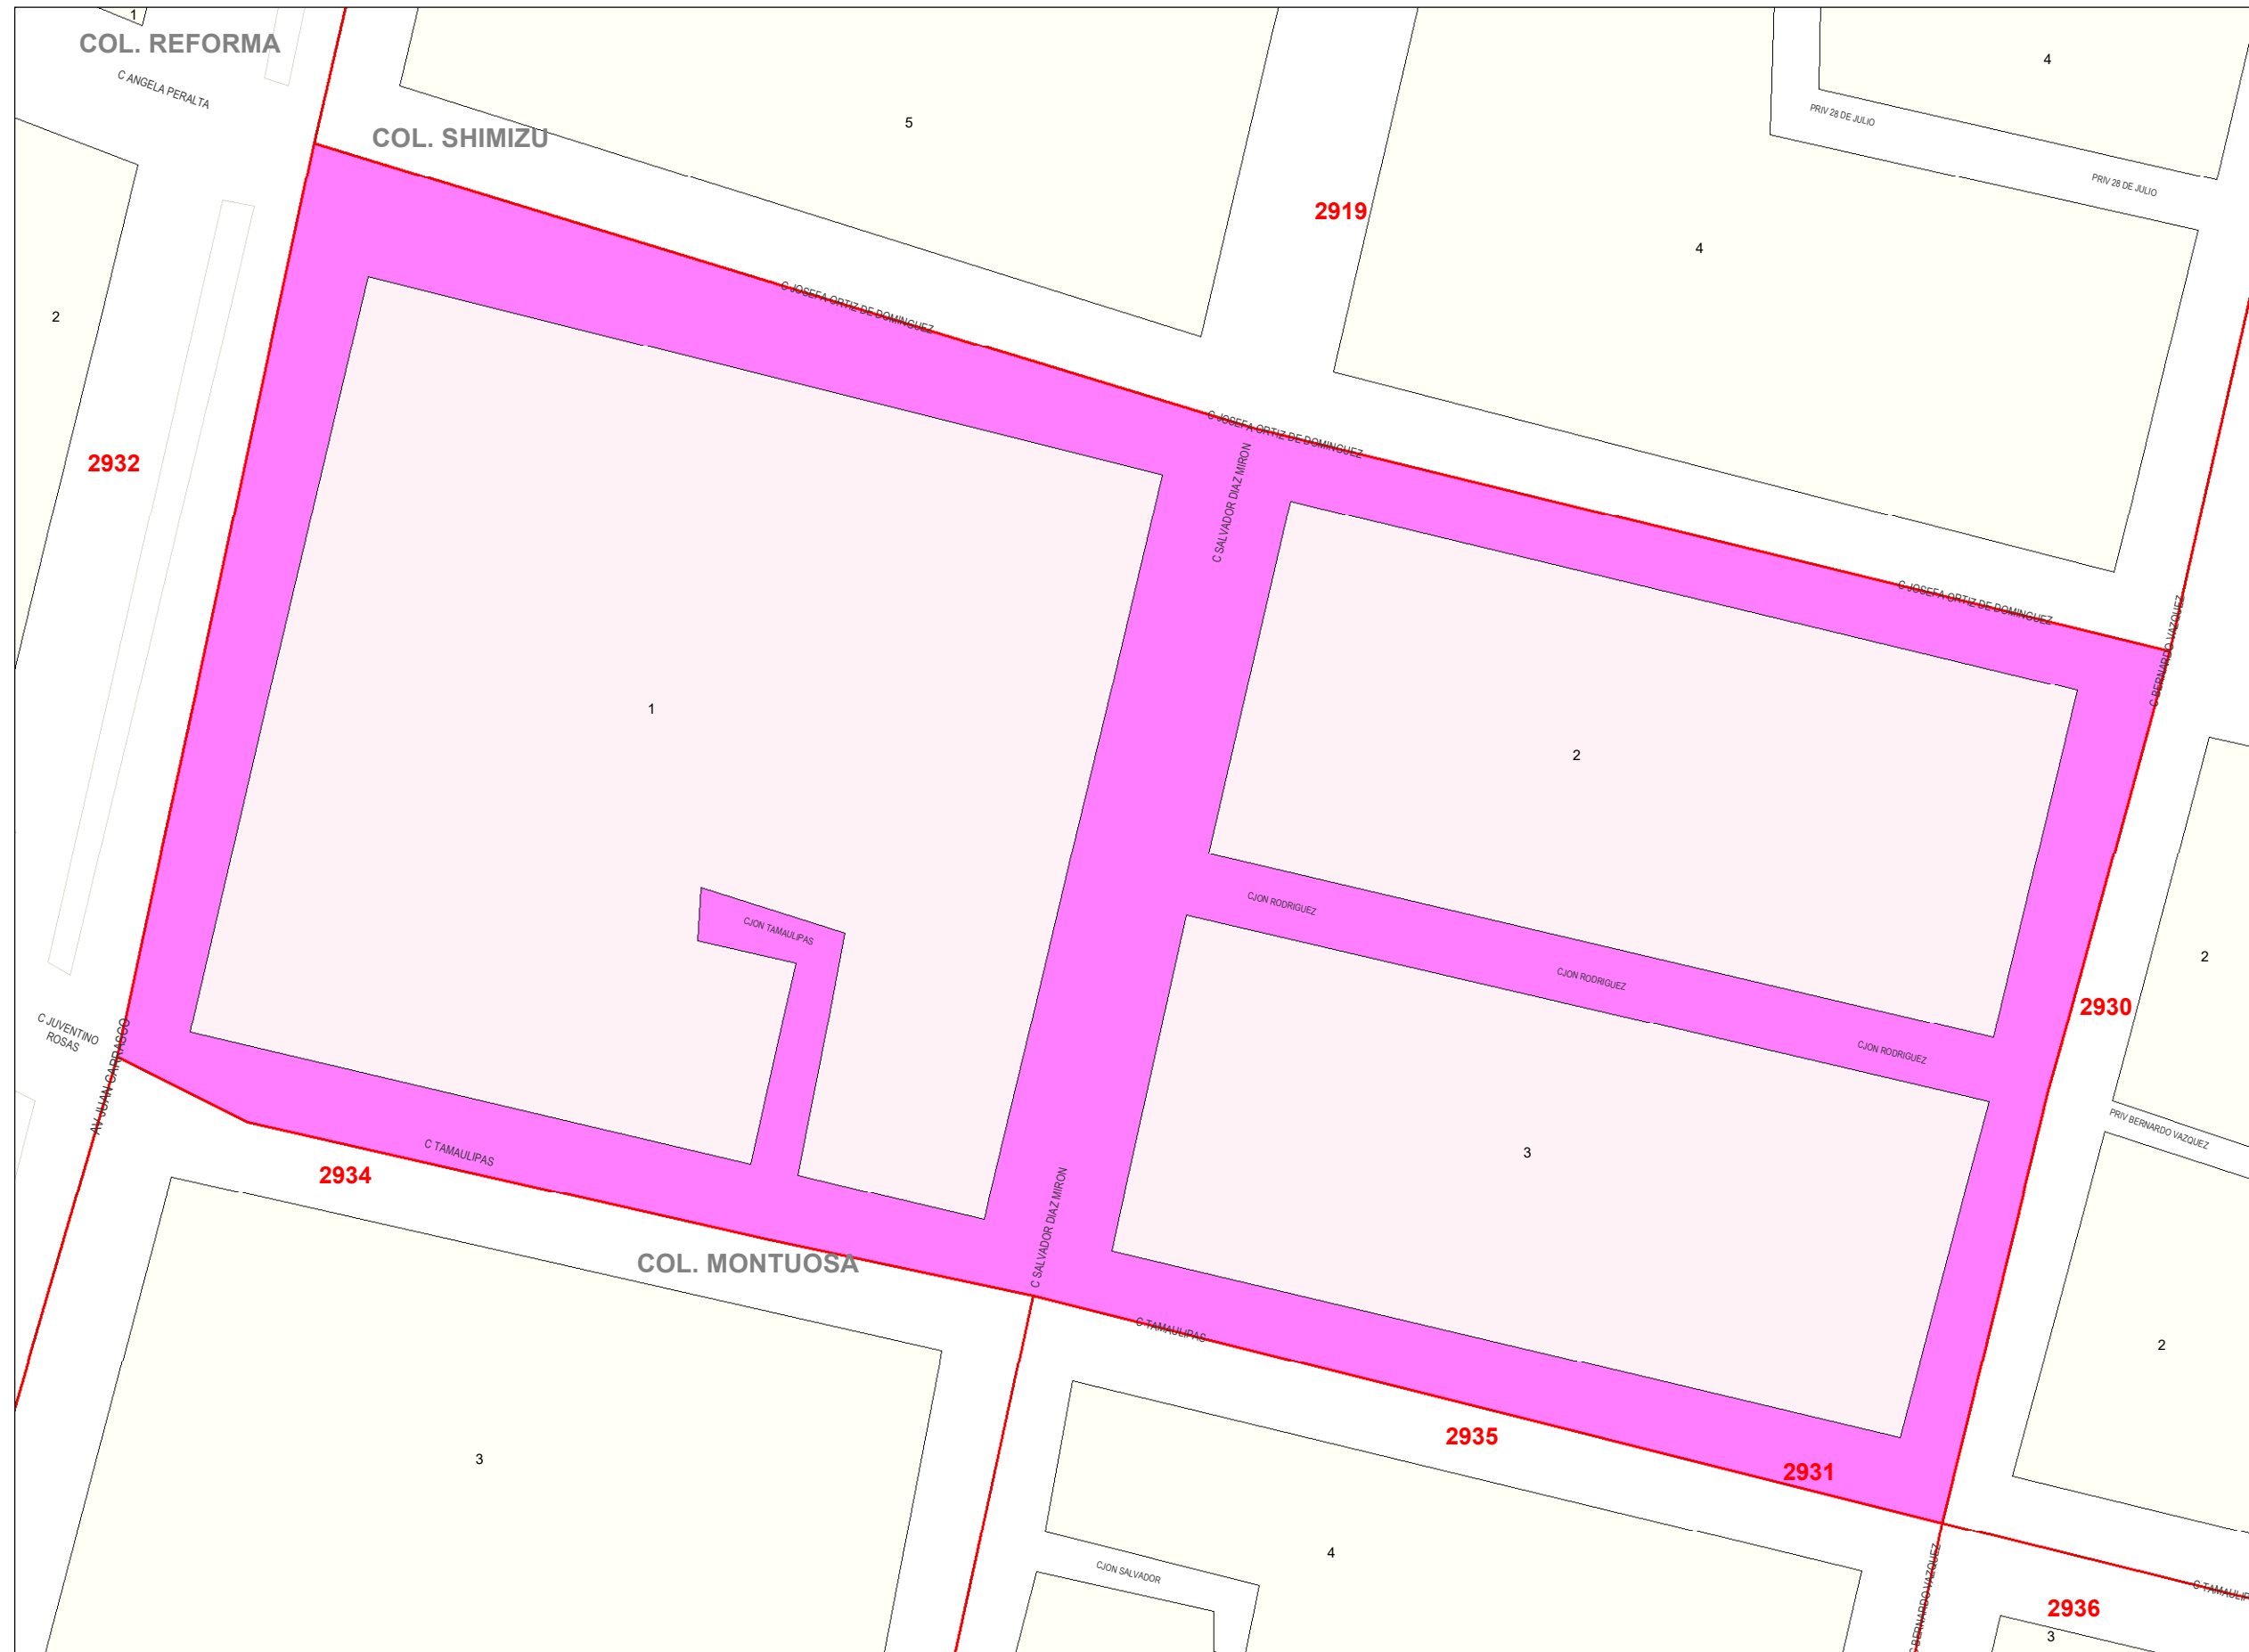 1
COL. REFORMA
C ANGELA PERALTA
COL. SHIMIZU
5
4
PRIV 28 DE JULIO
PRIV 28 DE JULIO
2919
4
2
C JOSEFA ORTIZ DE DOMINGUEZ
C JOSEFA ORTIZ DE DOMINGUEZ
2932
C SALVADOR DIAZ MIRON
C JOSEFA ORTIZ DE DOMINGUEZ
C BERNARDO VAZQUEZ
1
2
CJON RODRIGUEZ
CJON TAMAULIPAS
2
CJON RODRIGUEZ
2930
C JUVENTINO
ROSAS
AV JUAN CARRASCO
CJON RODRIGUEZ
PRIV BERNARDO VAZQUEZ
C TAMAULIPAS
3
2934
C SALVADOR DIAZ MIRON
COL. MONTUOSA
C TAMAULIPAS
2
2935
3
2931
4
CJON SALVADOR
C BERNARDO VAZQUEZ
C TAMAULIP
2936
3